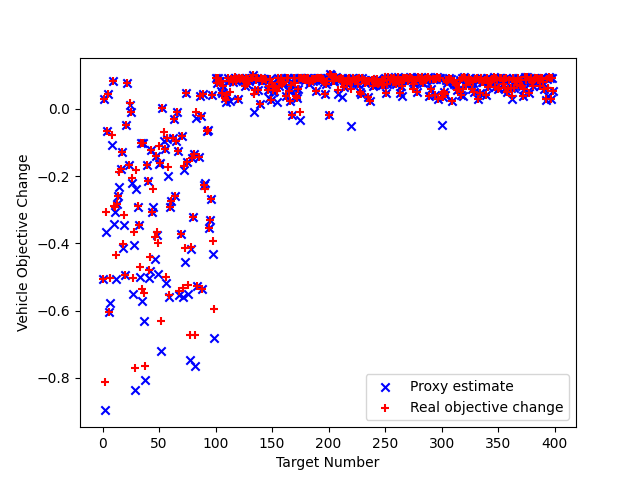 Vehicle Objective Change
0.0
−0.2
−0.4
−0.6
−0.8
Proxy estimate
Real objective change
0 50 100 150 200 250 300 350 400
Target Number